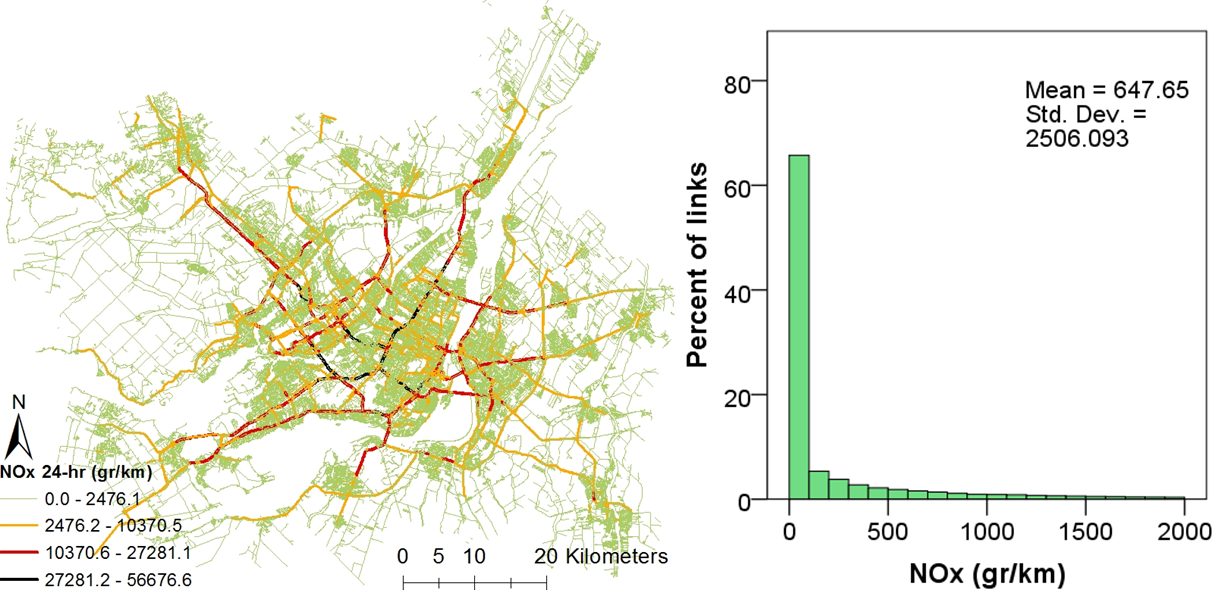 N
NOx 24-hr (gr/km)
0.0 - 2476.1
2476.2 - 10370.5
10370.6 - 27281.1
27281.2 - 56676.6
0 5 10 20 Kilometers
Percent of links
80
60
40
20
0
Mean = 647.65
Std. Dev. =
2506.093
0 500 1000 1500 2000
NOx (gr/km)